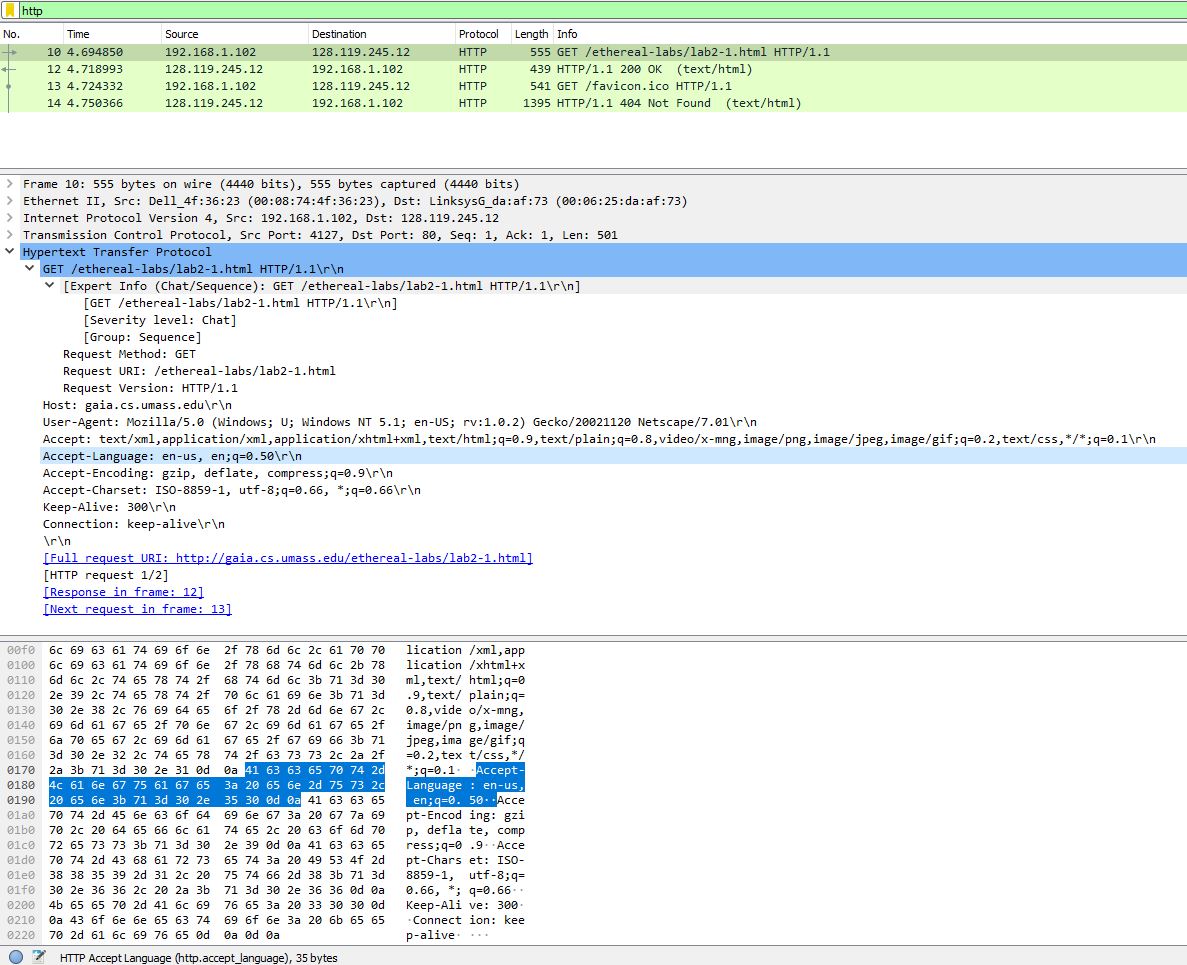 http
No. Time Source Destination Protocol Length Info
10 4.694850 192.168.1.102 128.119.245.12 HTTP 555 GET /ethereal-labs/lab2-1.html HTTP/1.1
12 4.718993 128.119.245.12 192.168.1.102 HTTP 439 HTTP/1.1 200 OK (text/html)
13 4.724332 192.168.1.102 128.119.245.12 HTTP 541 GET /favicon.ico HTTP/1.1
14 4.750366 128.119.245.12 192.168.1.102 HTTP 1395 HTTP/1.1 404 Not Found (text/html)
Frame 10: 555 bytes on wire (4440 bits), 555 bytes captured (4440 bits)
Ethernet II, Src: Dell_4f:36:23 (00:08:74:4f:36:23), Dst: LinksysG_da:af:73 (00:06:25:da:af:73)
Internet Protocol Version 4, Src: 192.168.1.102, Dst: 128.119.245.12
Transmission Control Protocol, Src Port: 4127, Dst Port: 80, Seq: 1, Ack: 1, Len: 501
Hypertext Transfer Protocol
GET /ethereal-labs/lab2-1.html HTTP/1.1\r\n
[Expert Info (Chat/Sequence): GET /ethereal-labs/lab2-1.html HTTP/1.1\r\n]
[GET /ethereal-labs/lab2-1.html HTTP/1.1\r\n]
[Severity level: Chat]
[Group: Sequence]
Request Method: GET
Request URI: /ethereal-labs/lab2-1.html
Request Version: HTTP/1.1
Host: gaia.cs.umass.edu\r\n
User-Agent: Mozilla/5.0 (Windows; U; Windows NT 5.1; en-US; rv:1.0.2) Gecko/20021120 Netscape/7.01\r\n
Accept: text/xml,application/xml,application/xhtml+xml,text/html;q=0.9,text/plain;q=0.8,video/x-mng,image/png,image/jpeg,image/gif;q=0.2,text/css,*/*;q=0.1\r\n
Accept-Language: en-us, en;q=0.50\r\n
Accept-Encoding: gzip, deflate, compress;q=0.9\r\n
Accept-Charset: ISO-8859-1, utf-8;q=0.66, *;q=0.66\r\n
Keep-Alive: 300\r\n
Connection: keep-alive\r\n
\r\n
[Full request URI: http://gaia.cs.umass.edu/ethereal-labs/lab2-1.html]
[HTTP request 1/2]
[Response in frame: 12]
[Next request in frame: 13]
00f0 6c 69 63 61 74 69 6f 6e 2f 78 6d 6c 2c 61 70 70 lication /xml,app
0100 6c 69 63 61 74 69 6f 6e 2f 78 68 74 6d 6c 2b 78 lication /xhtml+x
0110 6d 6c 2c 74 65 78 74 2f 68 74 6d 6c 3b 71 3d 30 ml,text/ html;q=0
0120 2e 39 2c 74 65 78 74 2f 70 6c 61 69 6e 3b 71 3d .9,text/ plain;q=
0130 30 2e 38 2c 76 69 64 65 6f 2f 78 2d 6d 6e 67 2c 0.8,vide o/x-mng,
0140 69 6d 61 67 65 2f 70 6e 67 2c 69 6d 61 67 65 2f image/pn g,image/
0150 6a 70 65 67 2c 69 6d 61 67 65 2f 67 69 66 3b 71 jpeg,ima ge/gif;q
0160 3d 30 2e 32 2c 74 65 78 74 2f 63 73 73 2c 2a 2f =0.2,tex t/css,*/
0170 2a 3b 71 3d 30 2e 31 0d 0a 41 63 63 65 70 74 2d *;q=0.1· ·Accept-
0180 4c 61 6e 67 75 61 67 65 3a 20 65 6e 2d 75 73 2c Language : en-us,
0190 20 65 6e 3b 71 3d 30 2e 35 30 0d 0a 41 63 63 65 en;q=0. 50··Acce
01a0 70 74 2d 45 6e 63 6f 64 69 6e 67 3a 20 67 7a 69 pt-Encod ing: gzi
01b0 70 2c 20 64 65 66 6c 61 74 65 2c 20 63 6f 6d 70 p, defla te, comp
01c0 72 65 73 73 3b 71 3d 30 2e 39 0d 0a 41 63 63 65 ress;q=0 .9··Acce
01d0 70 74 2d 43 68 61 72 73 65 74 3a 20 49 53 4f 2d pt-Chars et: ISO-
01e0 38 38 35 39 2d 31 2c 20 75 74 66 2d 38 3b 71 3d 8859-1, utf-8;q=
01f0 30 2e 36 36 2c 20 2a 3b 71 3d 30 2e 36 36 0d 0a 0.66, *; q=0.66··
0200 4b 65 65 70 2d 41 6c 69 76 65 3a 20 33 30 30 0d Keep-Ali ve: 300·
0210 0a 43 6f 6e 6e 65 63 74 69 6f 6e 3a 20 6b 65 65 ·Connect ion: kee
0220 70 2d 61 6c 69 76 65 0d 0a 0d 0a p-alive· ···
HTTP Accept Language (http.accept_language), 35 bytes